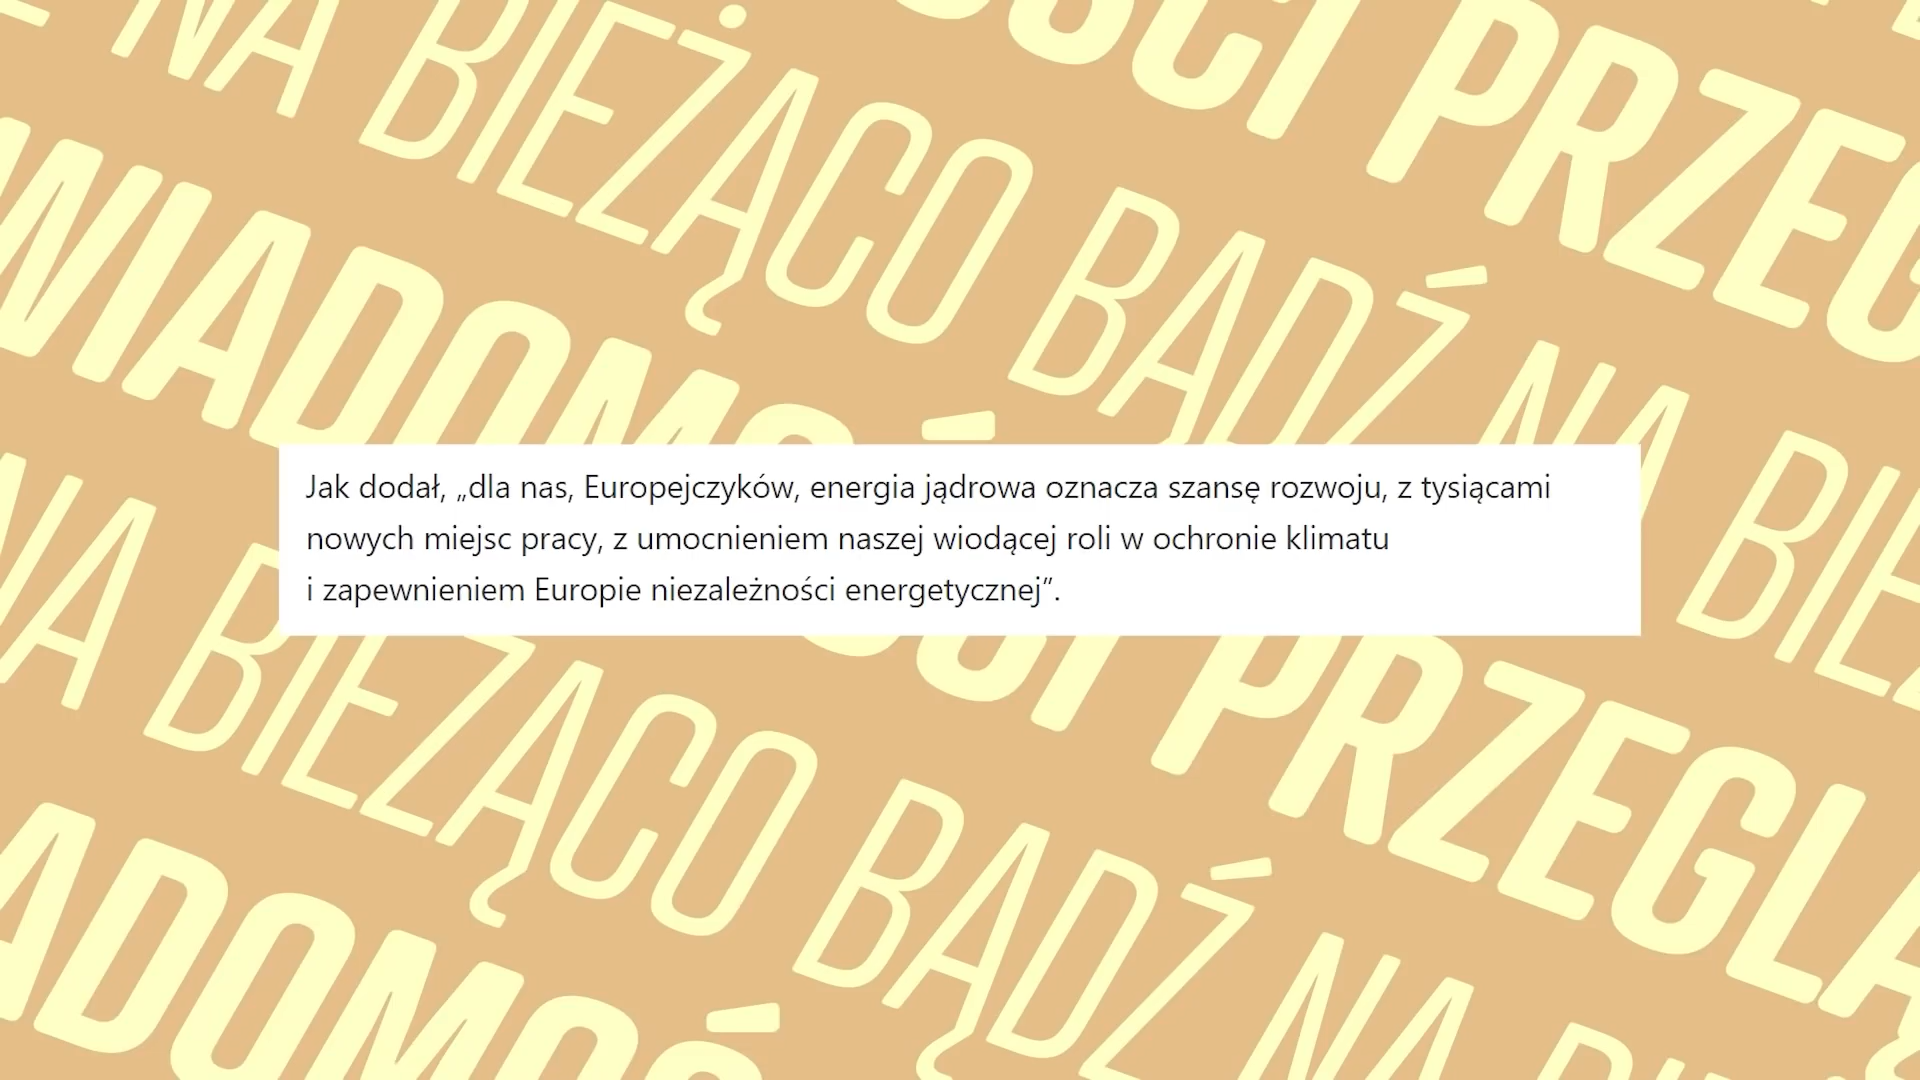 NA BIEŻĄCO BĄDŹ NA
WIADOMOŚCI PRZEG
Jak dodał, „dla nas, Europejczyków, energia jądrowa oznacza szansę rozwoju, z tysiącami
nowych miejsc pracy, z umocnieniem naszej wiodącej roli w ochronie klimatu
i zapewnieniem Europie niezależności energetycznej”.
NA BIEŻĄCO BĄDŹ NA